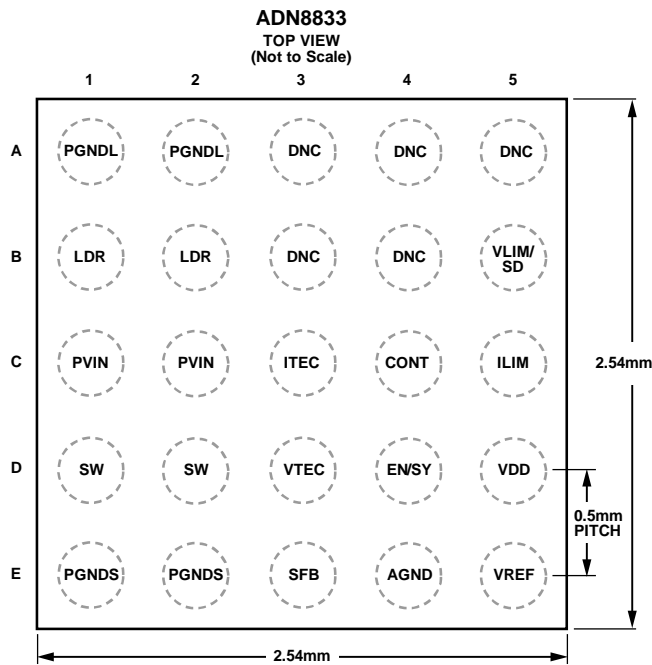 ADN8833
TOP VIEW
(Not to Scale)
1 2 3 4 5
A PGNDL PGNDL DNC DNC DNC
B LDR LDR DNC DNC VLIM/
SD
C PVIN PVIN ITEC CONT ILIM
2.54mm
D SW SW VTEC EN/SY VDD
0.5mm
PITCH
E PGNDS PGNDS SFB AGND VREF
2.54mm